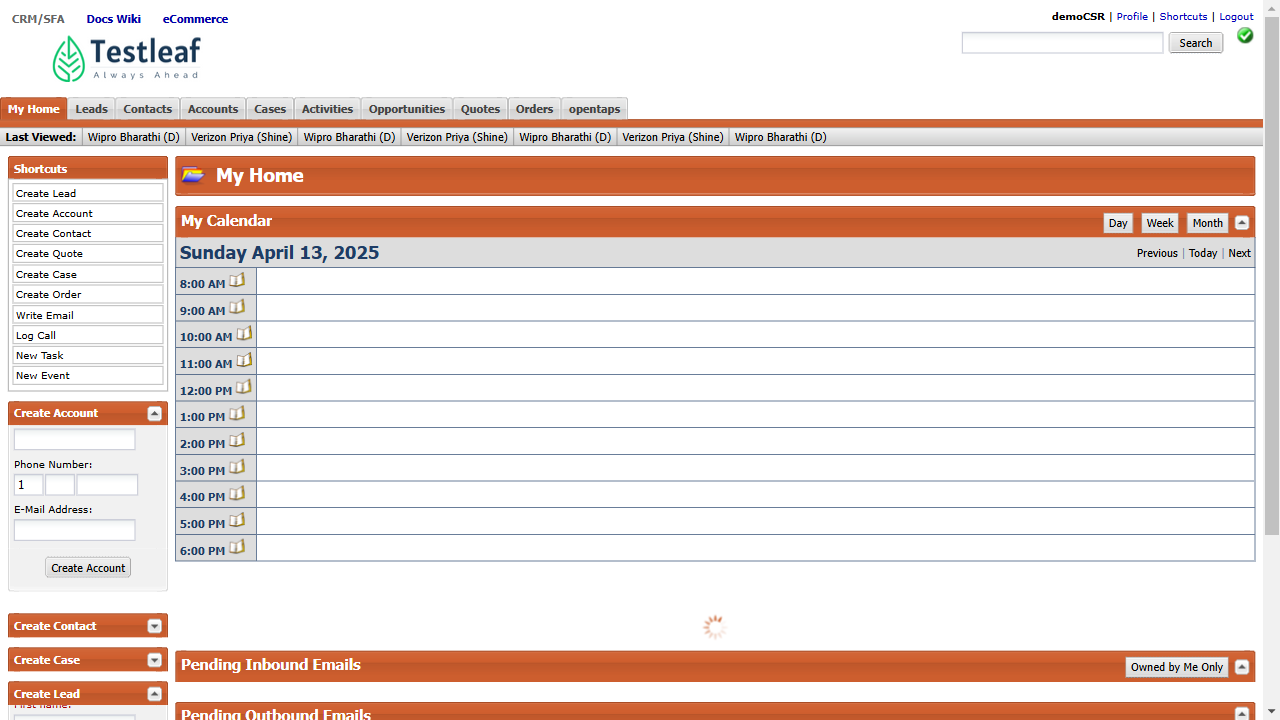 CRM/SFA Docs Wiki eCommerce
demoCSR | Profile | Shortcuts | Logout
Testleaf
Always Ahead
Search
My Home Leads Contacts Accounts Cases Activities Opportunities Quotes Orders opentaps
Last Viewed: Wipro Bharathi (D) Verizon Priya (Shine) Wipro Bharathi (D) Verizon Priya (Shine) Wipro Bharathi (D) Verizon Priya (Shine) Wipro Bharathi (D)
Shortcuts
Create Lead
Create Account
Create Contact
Create Quote
Create Case
Create Order
Write Email
Log Call
New Task
New Event
Create Account
Phone Number:
1
E-Mail Address:
Create Account
Create Contact
Create Case
Create Lead
First name:
My Home
My Calendar
Day Week Month
Sunday April 13, 2025
Previous | Today | Next
8:00 AM
9:00 AM
10:00 AM
11:00 AM
12:00 PM
1:00 PM
2:00 PM
3:00 PM
4:00 PM
5:00 PM
6:00 PM
Pending Inbound Emails
Owned by Me Only
Pending Outbound Emails